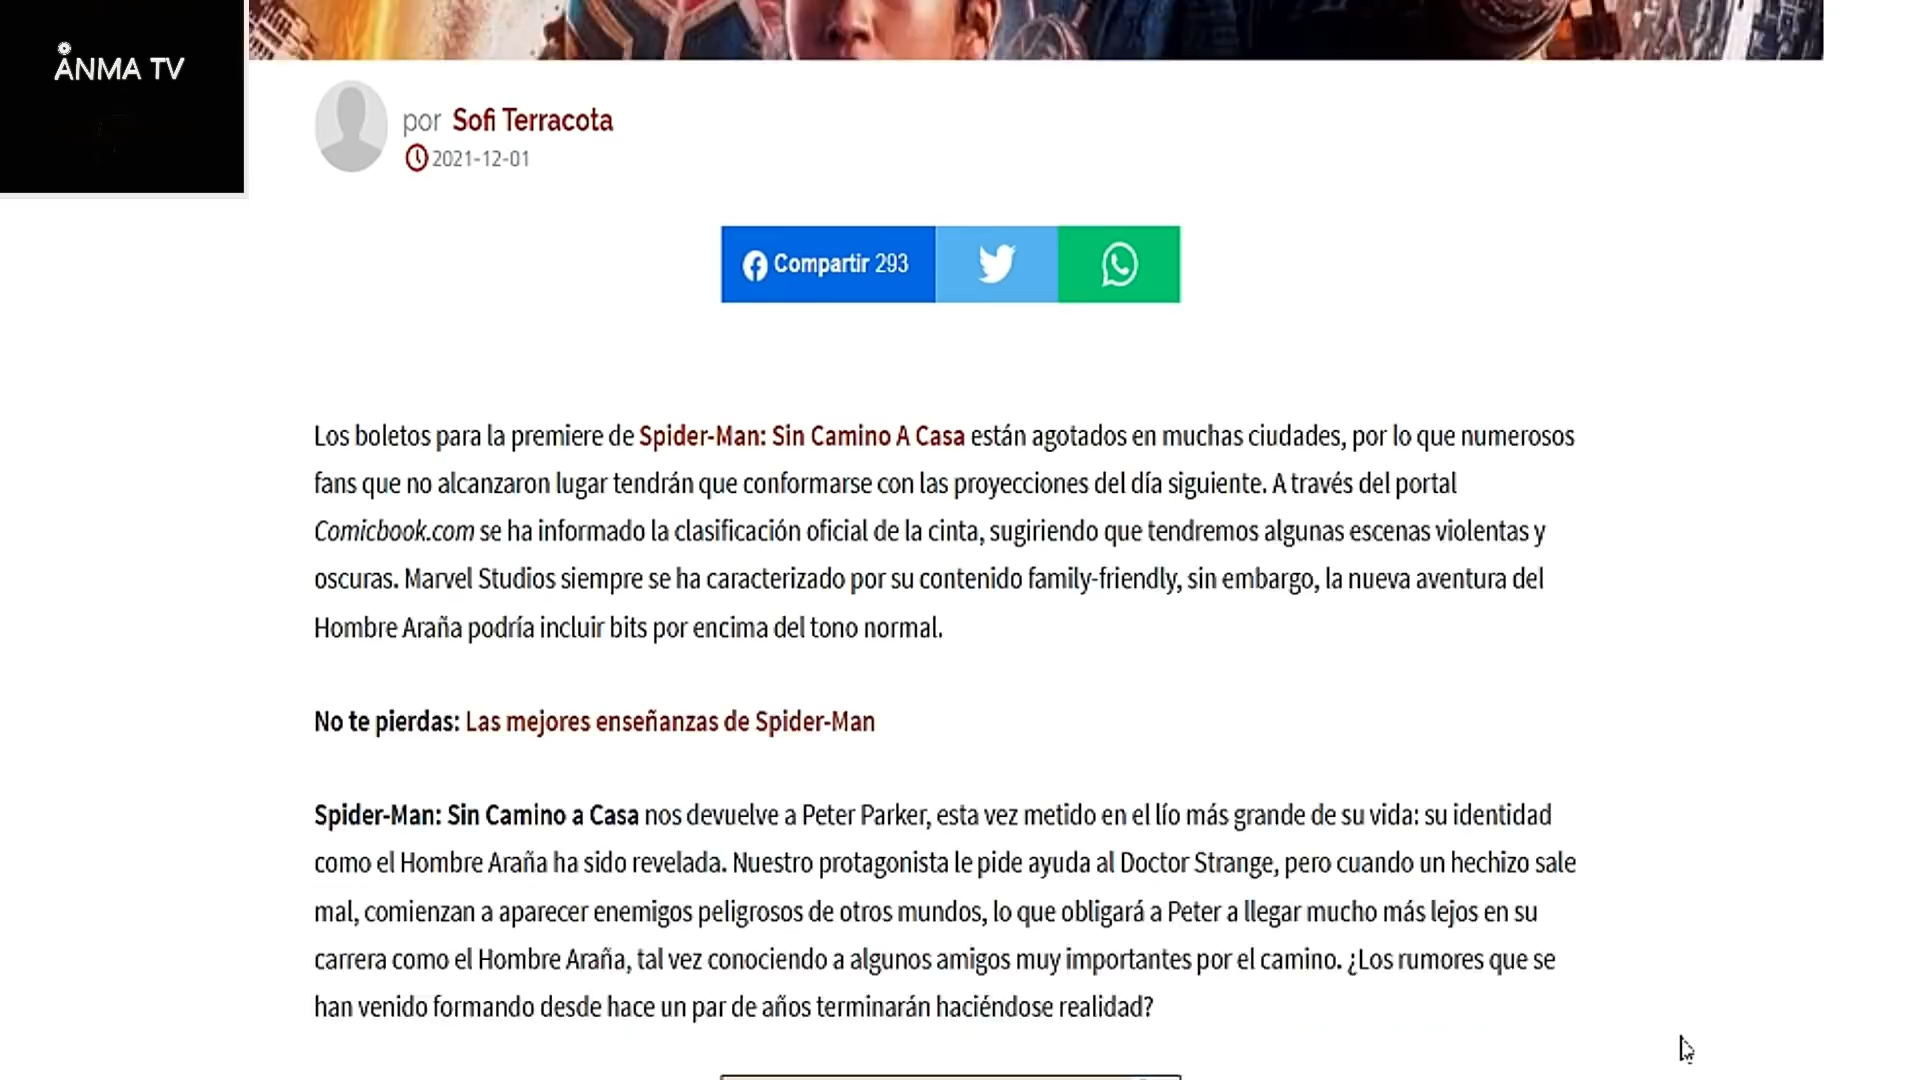 ÅNMA TV
por Sofi Terracota
2021-12-01
Compartir 293
Los boletos para la premiere de Spider-Man: Sin Camino A Casa están agotados en muchas ciudades, por lo que numerosos
fans que no alcanzaron lugar tendrán que conformarse con las proyecciones del día siguiente. A través del portal
Comicbook.com se ha informado la clasificación oficial de la cinta, sugiriendo que tendremos algunas escenas violentas y
oscuras. Marvel Studios siempre se ha caracterizado por su contenido family-friendly, sin embargo, la nueva aventura del
Hombre Araña podría incluir bits por encima del tono normal.
No te pierdas: Las mejores enseñanzas de Spider-Man
Spider-Man: Sin Camino a Casa nos devuelve a Peter Parker, esta vez metido en el lío más grande de su vida: su identidad
como el Hombre Araña ha sido revelada. Nuestro protagonista le pide ayuda al Doctor Strange, pero cuando un hechizo sale
mal, comienzan a aparecer enemigos peligrosos de otros mundos, lo que obligará a Peter a llegar mucho más lejos en su
carrera como el Hombre Araña, tal vez conociendo a algunos amigos muy importantes por el camino. ¿Los rumores que se
han venido formando desde hace un par de años terminarán haciéndose realidad?